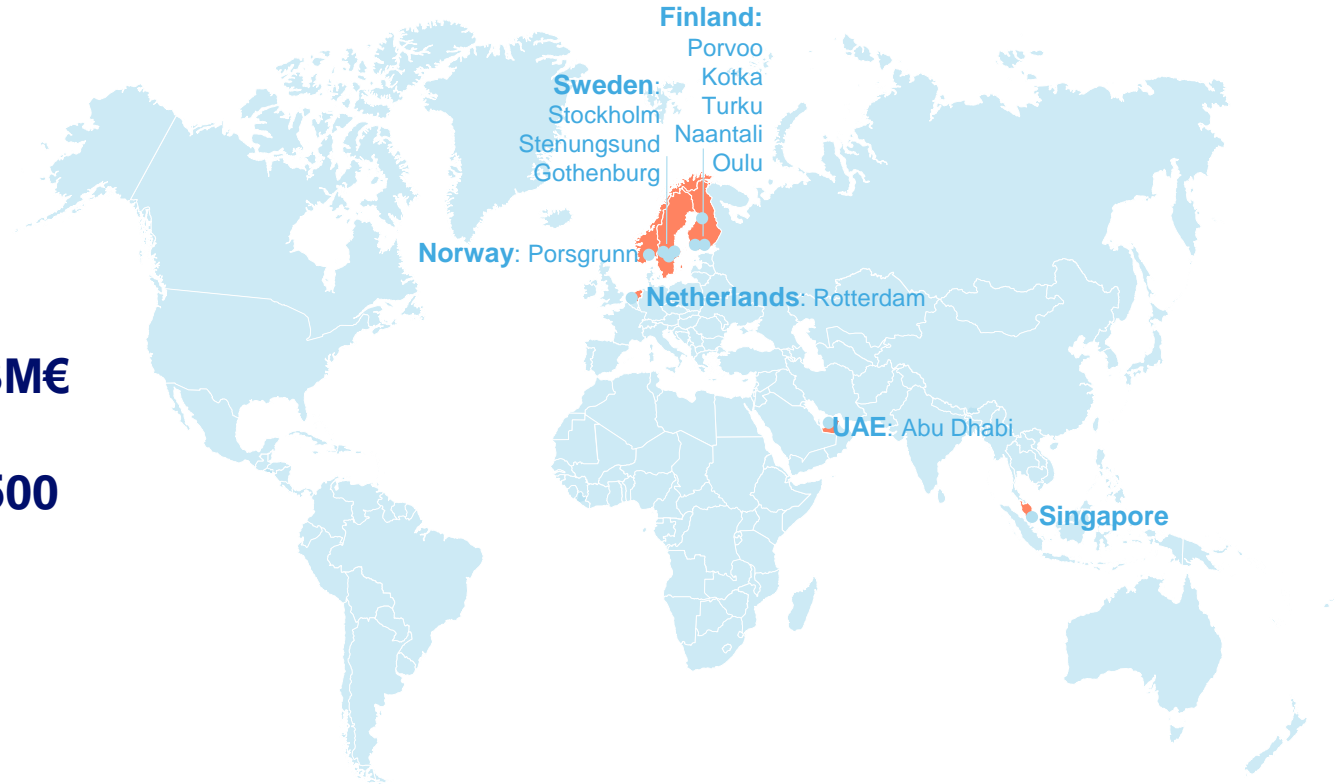 Finland:
Porvoo
Kotka
Turku
Naantali
Oulu
Sweden:
Stockholm
Stenungsund
Gothenburg
Norway: Porsgrunn
Netherlands: Rotterdam
M€
UAE: Abu Dhabi
500
Singapore